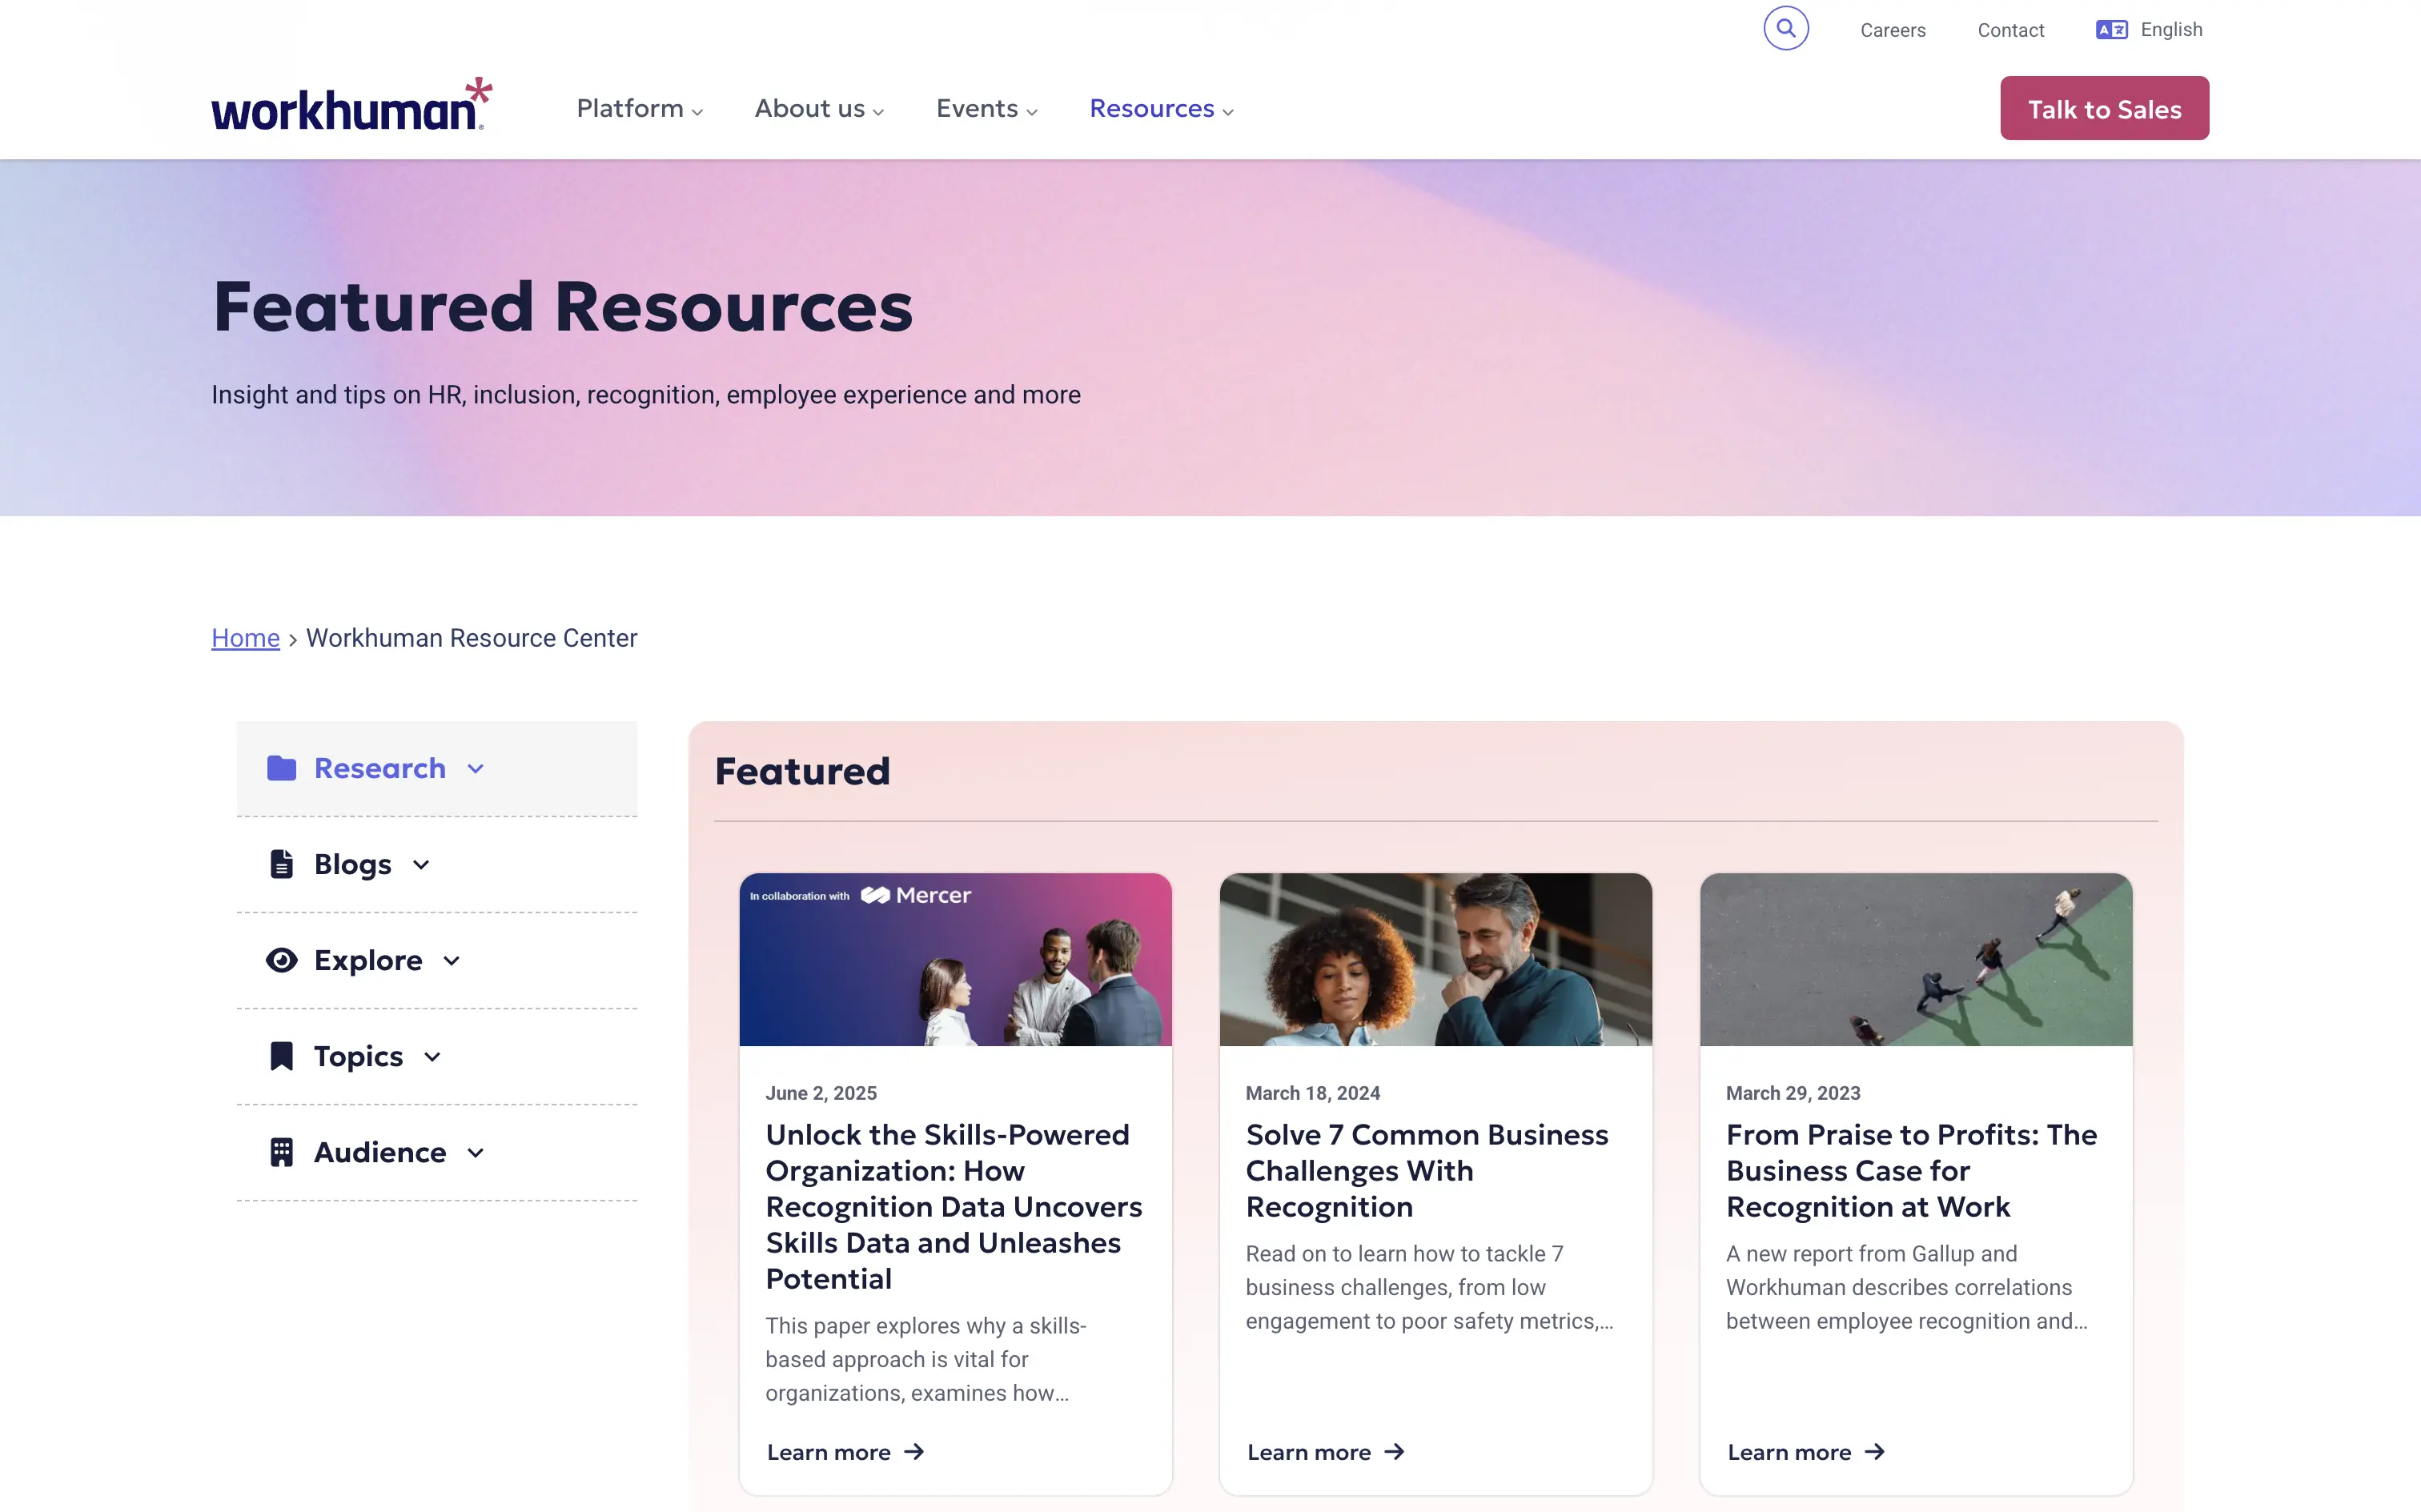 Careers
Contact
English
workhuman*
Platform
About us
Events
Resources
Talk to Sales
Featured Resources
Insight and tips on HR, inclusion, recognition, employee experience and more
Home › Workhuman Resource Center
Research
Blogs
Explore
Topics
Audience
Featured
In collaboration with Mercer
June 2, 2025
Unlock the Skills-Powered
Organization: How
Recognition Data Uncovers
Skills Data and Unleashes
Potential
This paper explores why a skills-
based approach is vital for
organizations, examines how...
Learn more
March 18, 2024
Solve 7 Common Business
Challenges With
Recognition
Read on to learn how to tackle 7
business challenges, from low
engagement to poor safety metrics,...
Learn more
March 29, 2023
From Praise to Profits: The
Business Case for
Recognition at Work
A new report from Gallup and
Workhuman describes correlations
between employee recognition and...
Learn more